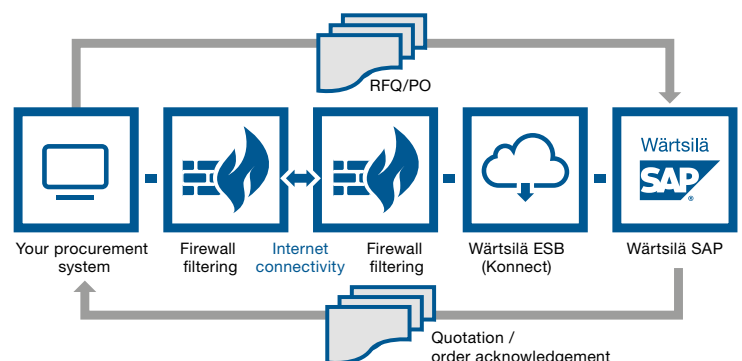 RFQ/PO
Wärtsilä
SAP®
Your procurement
system
Firewall
filtering
Internet
connectivity
Firewall
filtering
Wärtsilä ESB
(Konnect)
Wärtsilä SAP
Quotation /
order acknowledgement